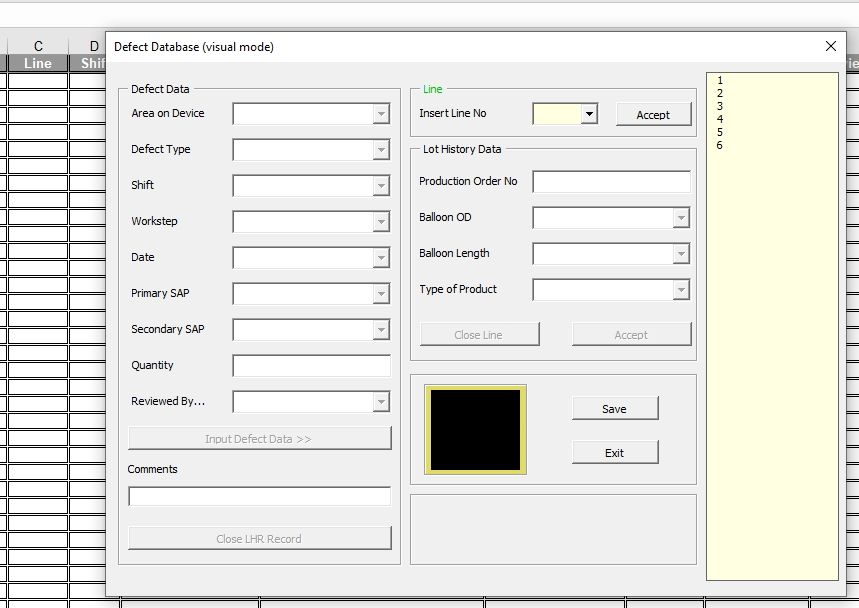 C
D
Line
Shif
Defect Database (visual mode)
Defect Data
Area on Device
Defect Type
Shift
Workstep
Date
Primary SAP
Secondary SAP
Quantity
Reviewed By...
Input Defect Data >>
Comments
Close LHR Record
Line
Insert Line No
Accept
Lot History Data
Production Order No
Balloon OD
Balloon Length
Type of Product
Close Line
Accept
Save
Exit
1
2
3
4
5
6